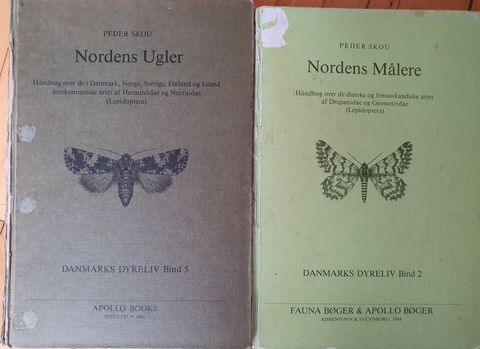 PEDER SKOU
Nordens Ugler
Håndbog over de i Danmark, Norge, Sverige, Finland og Island
forekommende arter af Herminiidae og Noctuidae
(Lepidoptera)
DANMARKS DYRELIV Bind 5
APOLLO BOOKS
STENSTRUP 1991
PEDER SKOU
Nordens Målere
Håndbog over de danske og fennoskandiske arter
af Drepanidae og Geometridae
(Lepidoptera)
DANMARKS DYRELIV Bind 2
FAUNA BØGER & APOLLO BØGER
KØBENHAVN & SVENDBORG 1984